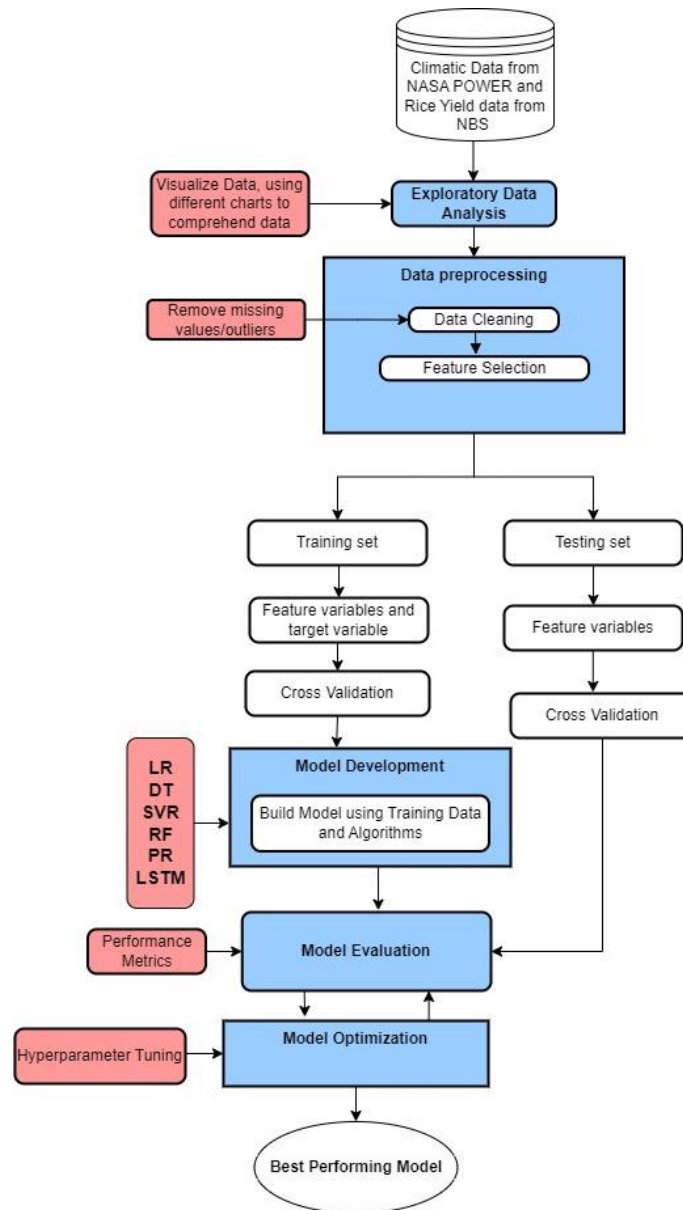 Climatic Data from
NASA POWER and
Rice Yield data from
NBS
Visualize Data, using
different charts to
comprehend data
Exploratory Data
Analysis
Data preprocessing
Remove missing
values/outliers
Data Cleaning
Feature Selection
Training set
Testing set
Feature variables and
target variable
Feature variables
Cross Validation
Cross Validation
LR
DT
SVR
RF
PR
LSTM
Model Development
Build Model using Training Data
and Algorithms
Performance
Metrics
Model Evaluation
Hyperparameter Tuning
Model Optimization
Best Performing Model